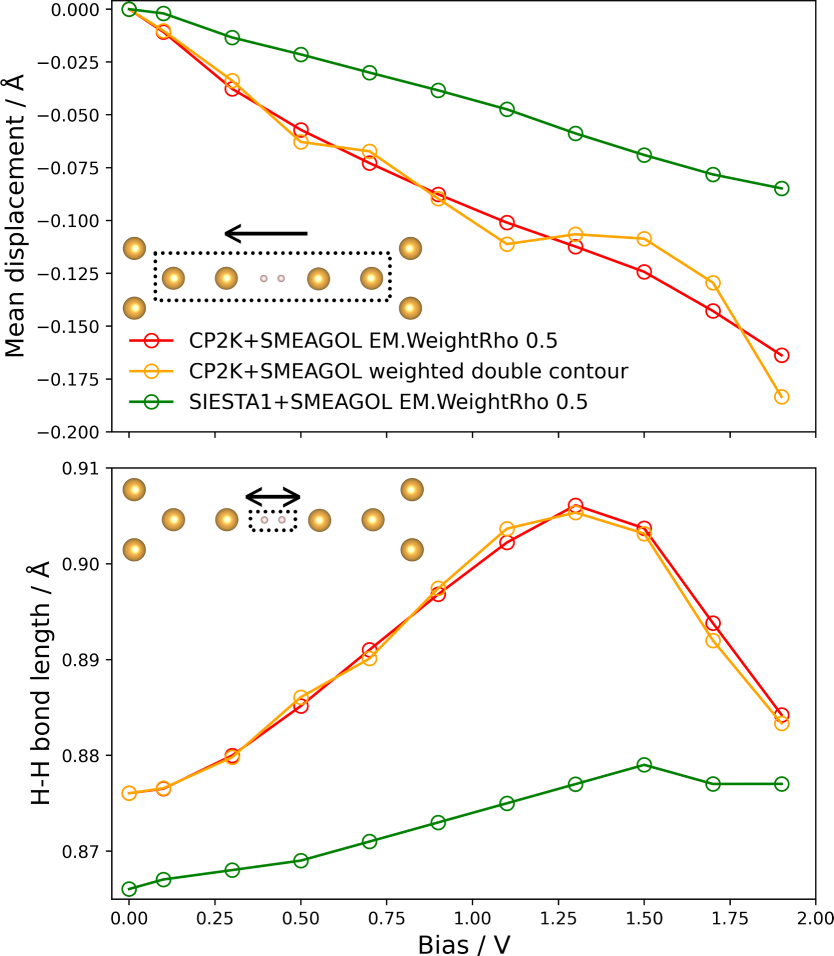 Mean displacement / Å
0.000
−0.025
−0.050
−0.075
−0.100
−0.125
−0.150
−0.175
−0.200
CP2K+SMEAGOL EM.WeightRho 0.5
CP2K+SMEAGOL weighted double contour
SIESTA1+SMEAGOL EM.WeightRho 0.5
H-H bond length / Å
0.91
0.90
0.89
0.88
0.87
0.00 0.25 0.50 0.75 1.00 1.25 1.50 1.75 2.00
Bias / V